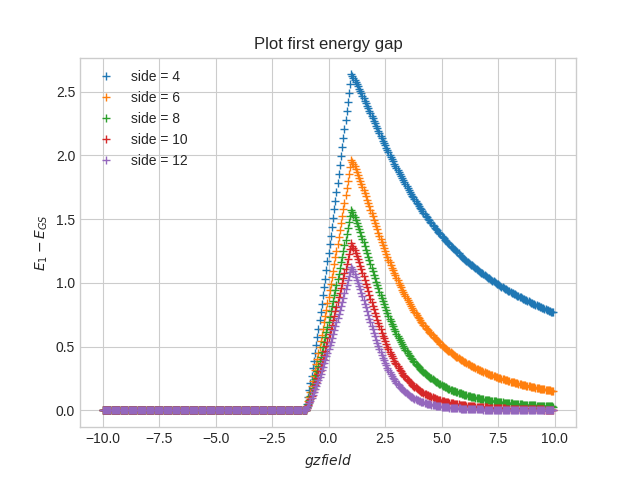 Plot first energy gap
side = 4
side = 6
side = 8
side = 10
side = 12
E₁ − E_GS
2.5
2.0
1.5
1.0
0.5
0.0
−10.0 −7.5 −5.0 −2.5 0.0 2.5 5.0 7.5 10.0
gzfield